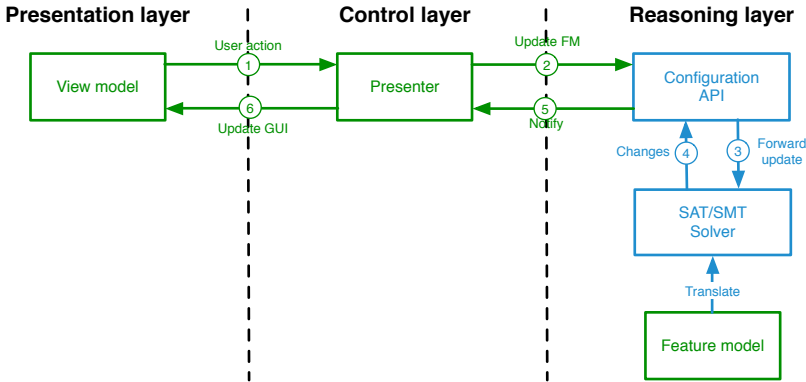 Presentation layer
Control layer
Reasoning layer
User action
1
Update FM
2
View model
Presenter
Configuration
API
6
Update GUI
5
Notify
Changes
4
3
Forward
update
SAT/SMT
Solver
Translate
Feature model